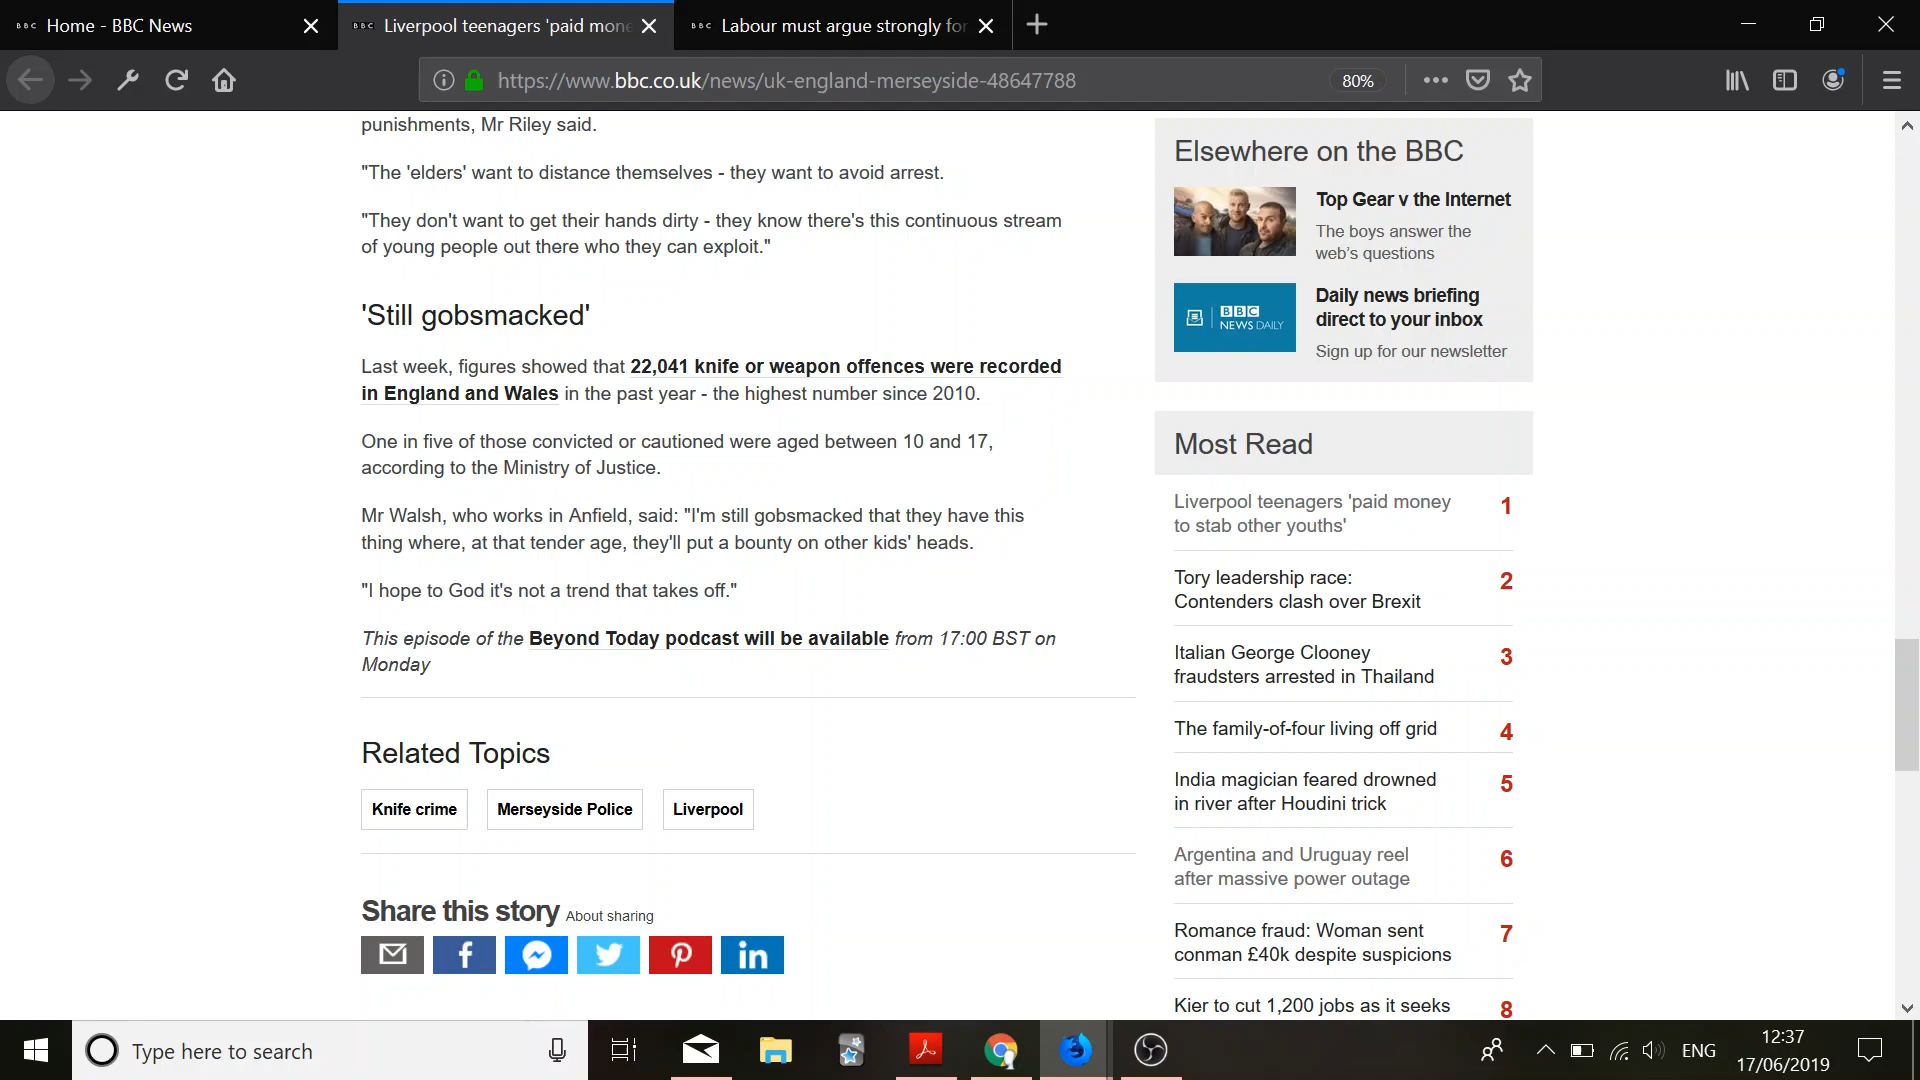 BBC Home - BBC News
BBC Liverpool teenagers 'paid mone
BBC Labour must argue strongly for
https://www.bbc.co.uk/news/uk-england-merseyside-48647788
80%
punishments, Mr Riley said.
"The 'elders' want to distance themselves - they want to avoid arrest.
"They don't want to get their hands dirty - they know there's this continuous stream
of young people out there who they can exploit."
'Still gobsmacked'
Last week, figures showed that 22,041 knife or weapon offences were recorded
in England and Wales in the past year - the highest number since 2010.
One in five of those convicted or cautioned were aged between 10 and 17,
according to the Ministry of Justice.
Mr Walsh, who works in Anfield, said: "I'm still gobsmacked that they have this
thing where, at that tender age, they'll put a bounty on other kids' heads.
"I hope to God it's not a trend that takes off."
This episode of the Beyond Today podcast will be available from 17:00 BST on
Monday
Related Topics
Knife crime
Merseyside Police
Liverpool
Share this story About sharing
Elsewhere on the BBC
Top Gear v the Internet
The boys answer the
web's questions
BBC
NEWS DAILY
Daily news briefing
direct to your inbox
Sign up for our newsletter
Most Read
Liverpool teenagers 'paid money
to stab other youths'
1
Tory leadership race:
Contenders clash over Brexit
2
Italian George Clooney
fraudsters arrested in Thailand
3
The family-of-four living off grid
4
India magician feared drowned
in river after Houdini trick
5
Argentina and Uruguay reel
after massive power outage
6
Romance fraud: Woman sent
conman £40k despite suspicions
7
Kier to cut 1,200 jobs as it seeks
8
Type here to search
ENG
12:37
17/06/2019